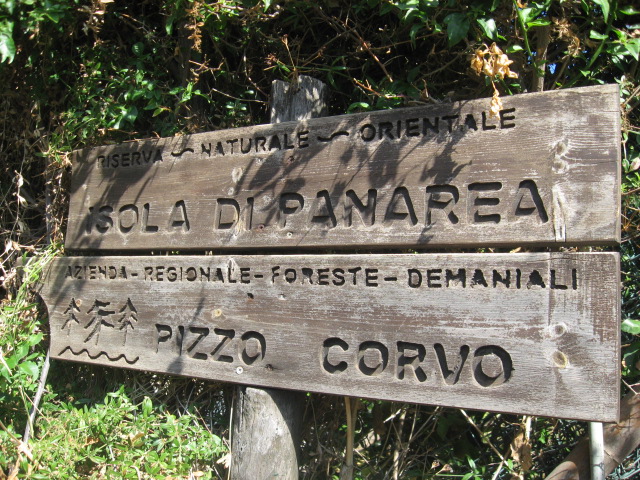 RISERVA ~ NATURALE ~ ORIENTALE
ISOLA DI PANAREA
AZIENDA - REGIONALE - FORESTE - DEMANIALI
PIZZO CORVO